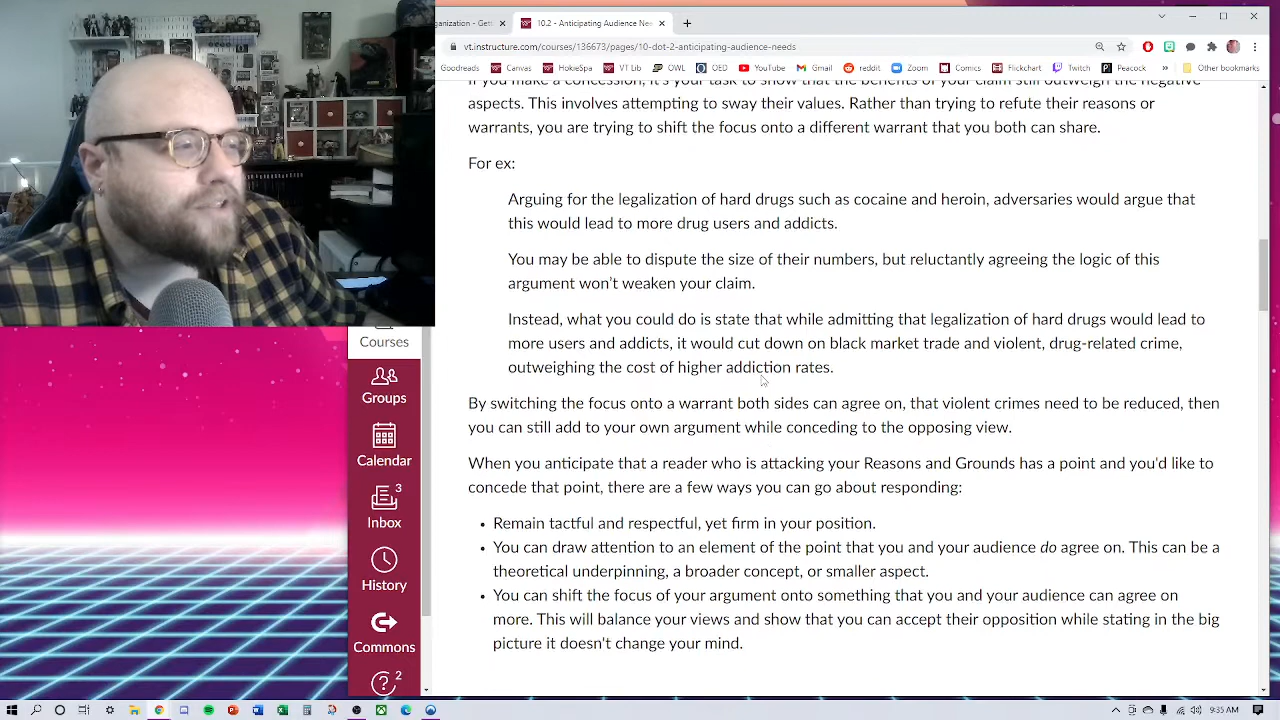 ganization - Gett
10.2 - Anticipating Audience Nee
vt.instructure.com/courses/136673/pages/10-2-anticipating-audience-needs
Goodreads Canvas HokieSpa VT Lib OWL OED YouTube Gmail reddit Zoom Comics Flickchart Twitch Peacock » Other bookmarks
If you make a concession, it's your task to show that the benefits of your claim still outweigh the negative
aspects. This involves attempting to sway their values. Rather than trying to refute their reasons or
warrants, you are trying to shift the focus onto a different warrant that you both can share.
For ex:
Arguing for the legalization of hard drugs such as cocaine and heroin, adversaries would argue that
this would lead to more drug users and addicts.
You may be able to dispute the size of their numbers, but reluctantly agreeing the logic of this
argument won't weaken your claim.
Instead, what you could do is state that while admitting that legalization of hard drugs would lead to
more users and addicts, it would cut down on black market trade and violent, drug-related crime,
outweighing the cost of higher addiction rates.
By switching the focus onto a warrant both sides can agree on, that violent crimes need to be reduced, then
you can still add to your own argument while conceding to the opposing view.
When you anticipate that a reader who is attacking your Reasons and Grounds has a point and you'd like to
concede that point, there are a few ways you can go about responding:
• Remain tactful and respectful, yet firm in your position.
• You can draw attention to an element of the point that you and your audience do agree on. This can be a
theoretical underpinning, a broader concept, or smaller aspect.
• You can shift the focus of your argument onto something that you and your audience can agree on
more. This will balance your views and show that you can accept their opposition while stating in the big
picture it doesn't change your mind.
Courses
Groups
Calendar
3
Inbox
History
Commons
2
9:35 AM